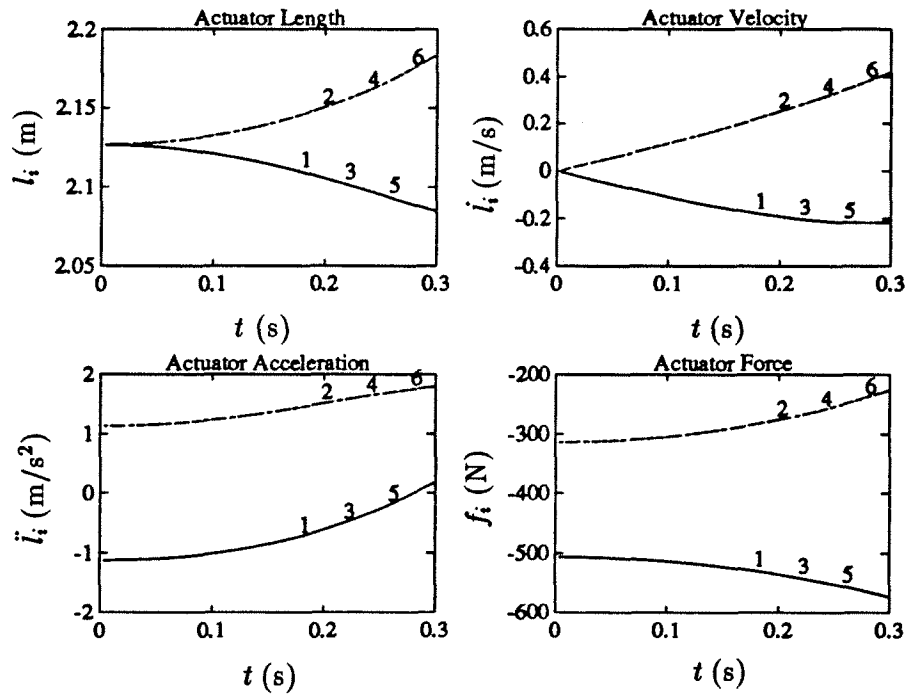 Actuator Length
2.2
2.15
2.1
2.05
l_i (m)
2 4 6
1 3 5
0 0.1 0.2 0.3
t (s)
Actuator Velocity
0.6
0.4
0.2
0
-0.2
-0.4
l̇_i (m/s)
2 4 6
1 3 5
0 0.1 0.2 0.3
t (s)
Actuator Acceleration
2
1
0
-1
-2
l̈_i (m/s²)
2 4 6
1 3 5
0 0.1 0.2 0.3
t (s)
Actuator Force
-200
-300
-400
-500
-600
f_i (N)
2 4 6
1 3 5
0 0.1 0.2 0.3
t (s)